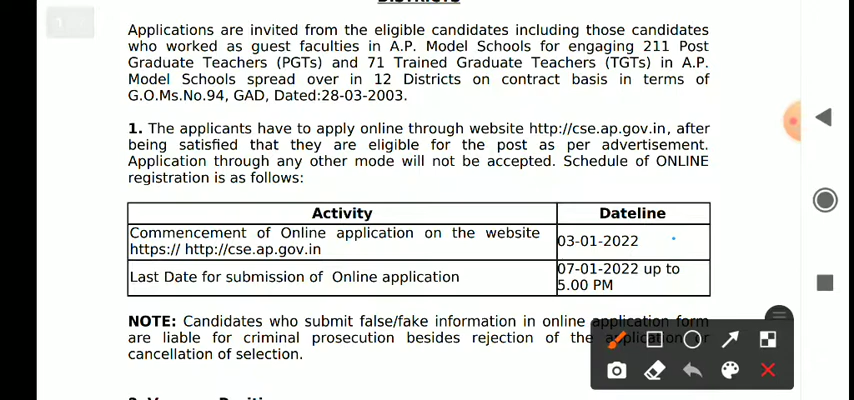 DISTRICTS
Applications are invited from the eligible candidates including those candidates
who worked as guest faculties in A.P. Model Schools for engaging 211 Post
Graduate Teachers (PGTs) and 71 Trained Graduate Teachers (TGTs) in A.P.
Model Schools spread over in 12 Districts on contract basis in terms of
G.O.Ms.No.94, GAD, Dated:28-03-2003.
1. The applicants have to apply online through website http://cse.ap.gov.in, after
being satisfied that they are eligible for the post as per advertisement.
Application through any other mode will not be accepted. Schedule of ONLINE
registration is as follows:
Activity Dateline
Commencement of Online application on the website
https:// http://cse.ap.gov.in
03-01-2022
Last Date for submission of Online application
07-01-2022 up to
5.00 PM
NOTE: Candidates who submit false/fake information in online application form
are liable for criminal prosecution besides rejection of the application or
cancellation of selection.